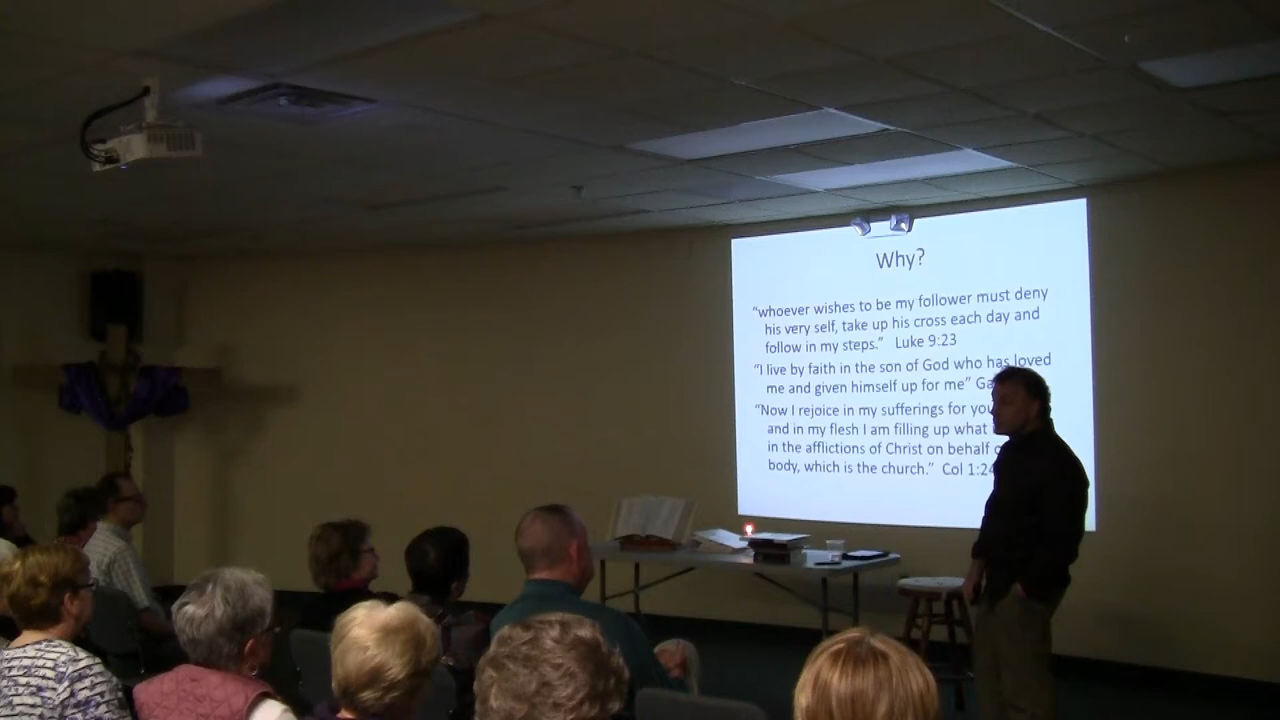 Why?
“whoever wishes to be my follower must deny
his very self, take up his cross each day and
follow in my steps.” Luke 9:23
“I live by faith in the son of God who has loved
me and given himself up for me” Ga
“Now I rejoice in my sufferings for you
and in my flesh I am filling up what
in the afflictions of Christ on behalf
body, which is the church.” Col 1:24